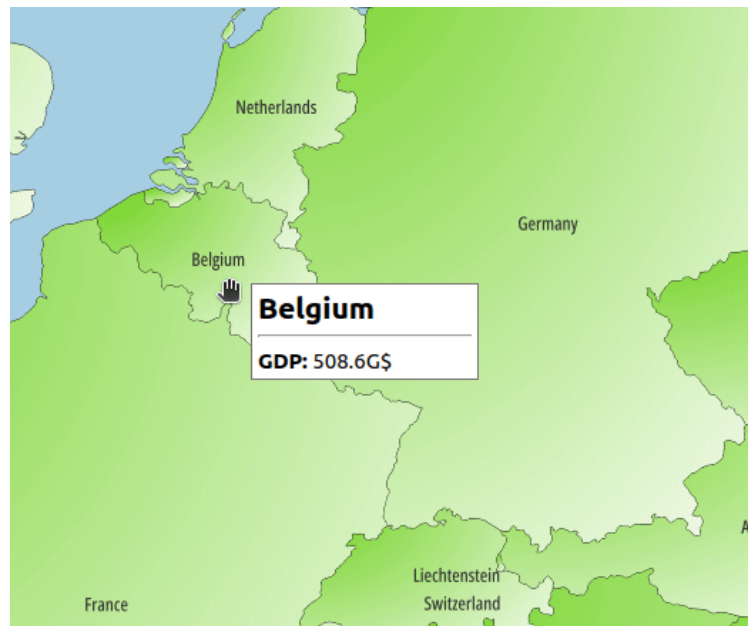 Netherlands
Germany
Belgium
Belgium
GDP: 508.6G$
A
Liechtenstein
Switzerland
France